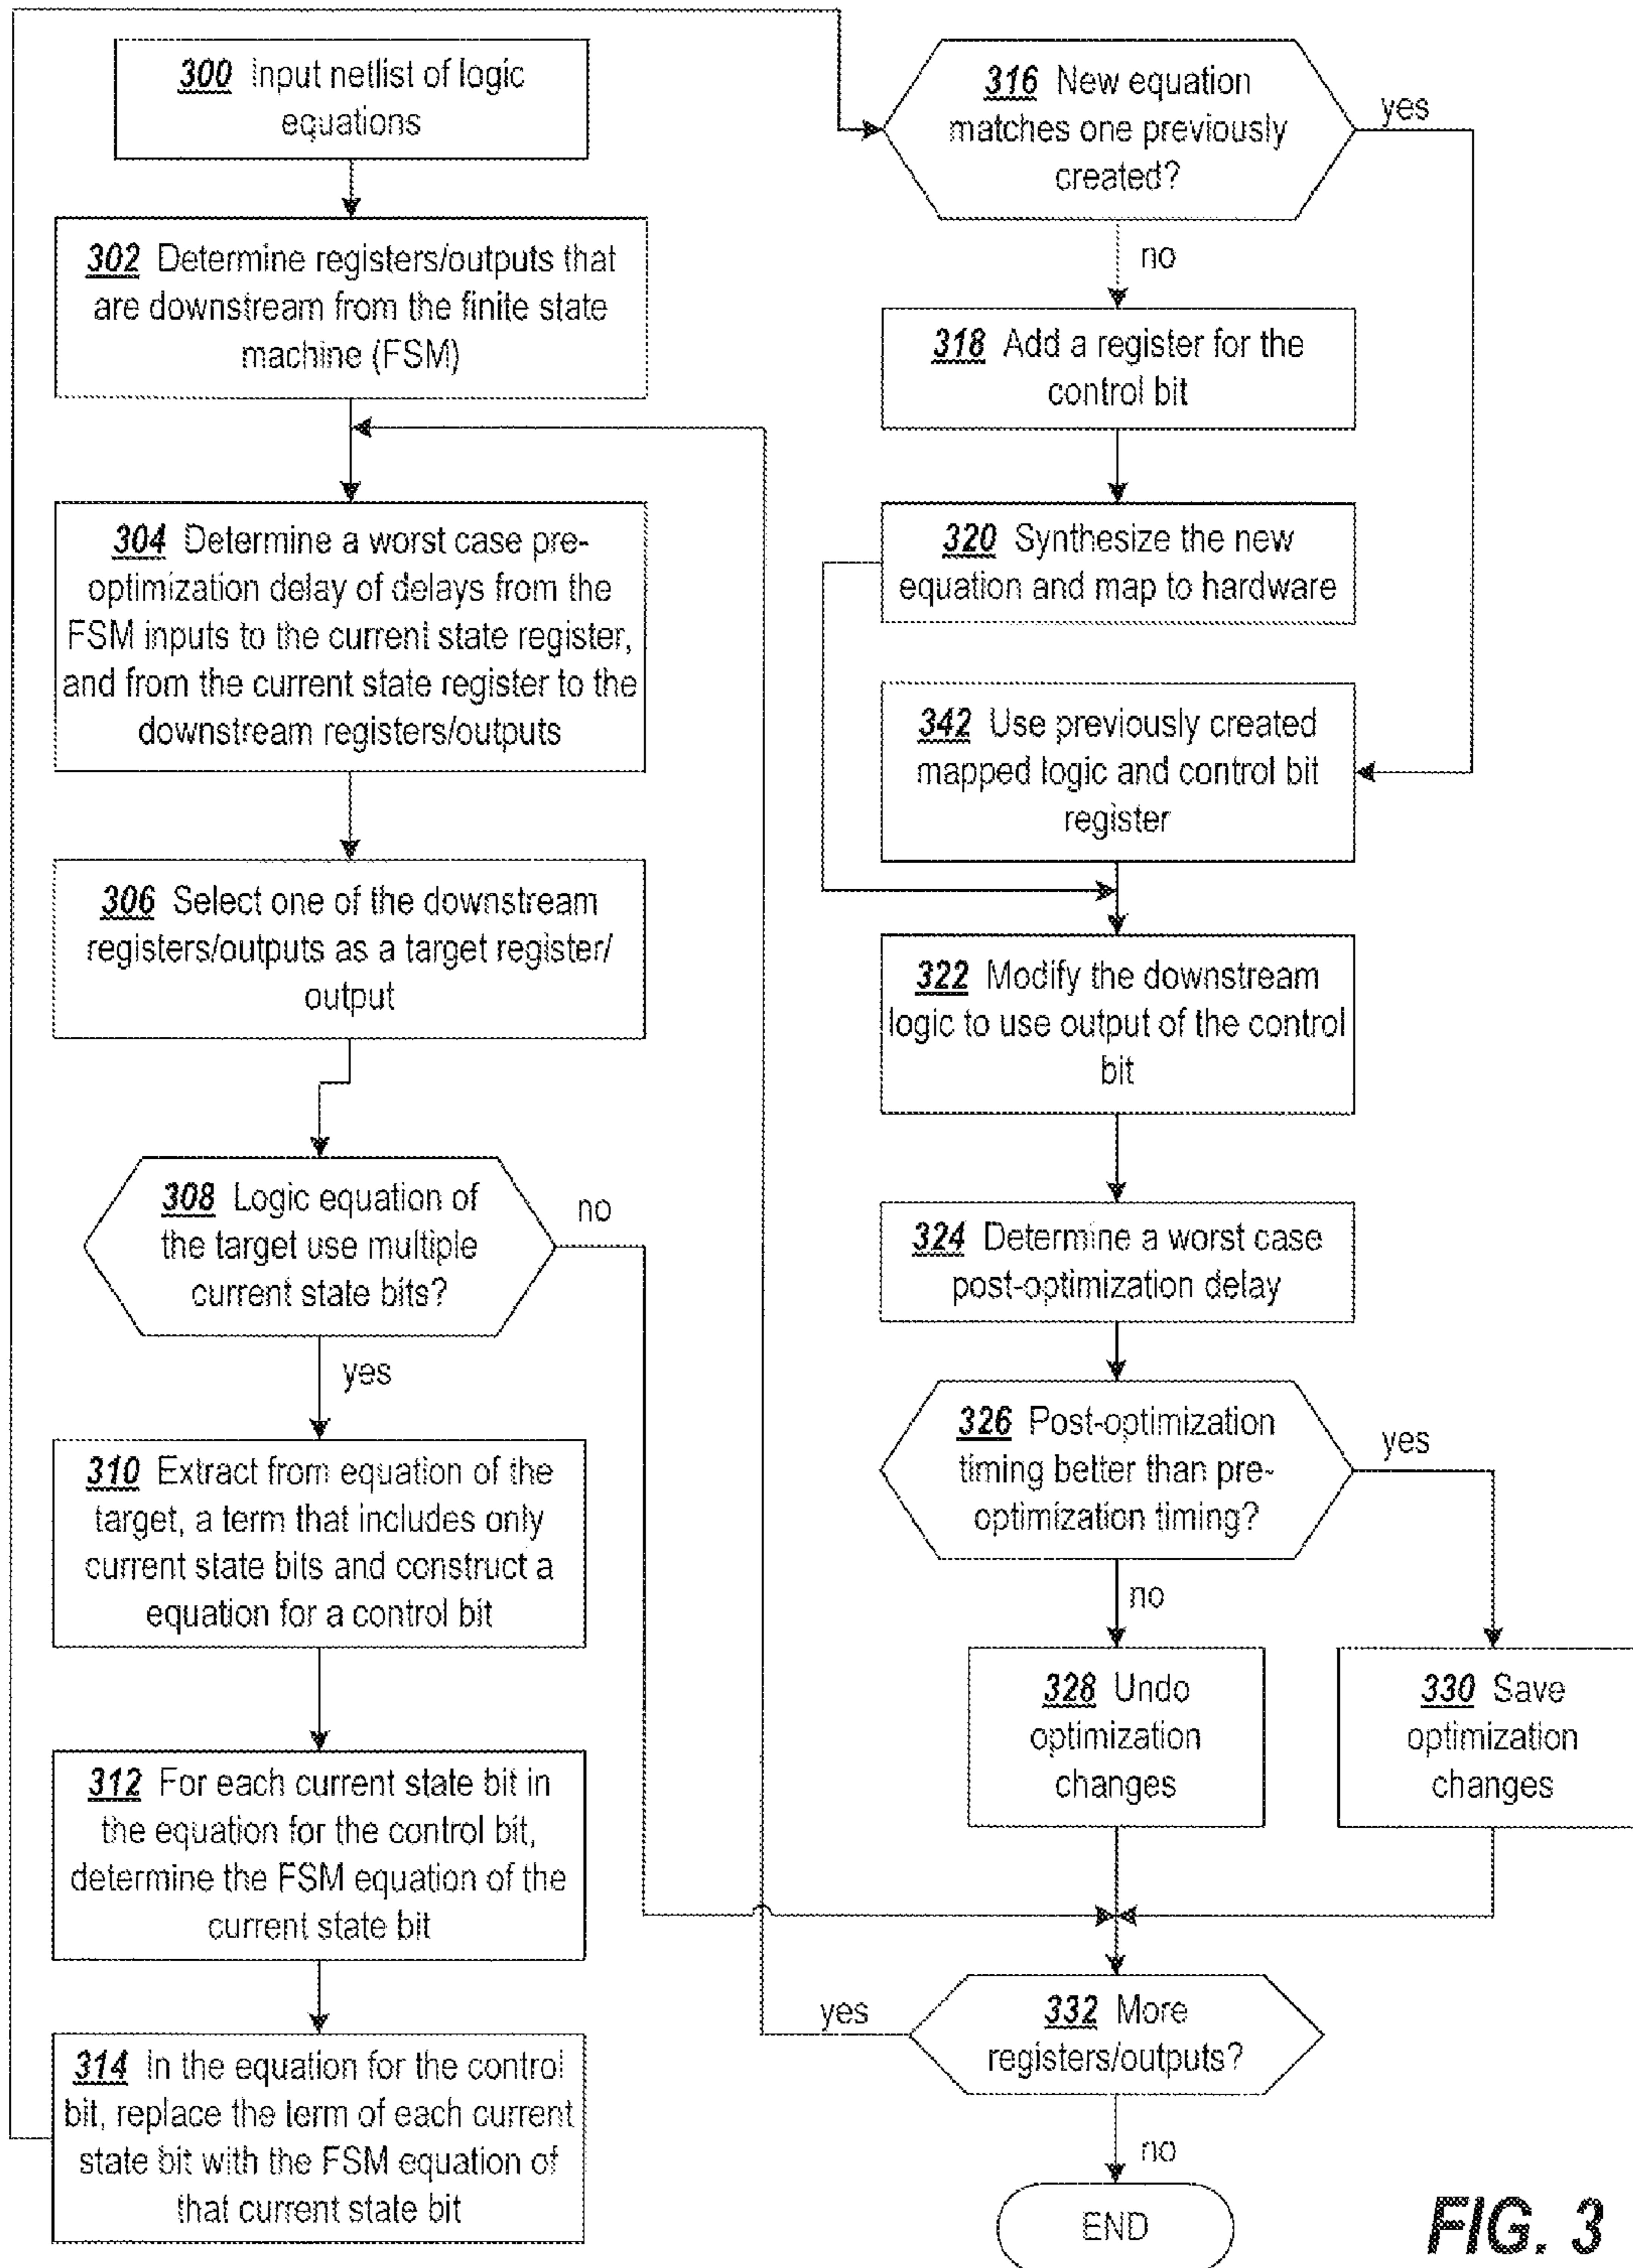 300 Input netlist of logic
equations
302 Determine registers/outputs that
are downstream from the finite state
machine (FSM)
304 Determine a worst case pre-
optimization delay of delays from the
FSM inputs to the current state register,
and from the current state register to the
downstream registers/outputs
306 Select one of the downstream
registers/outputs as a target register/
output
308 Logic equation of
the target use multiple
current state bits?
no
yes
310 Extract from equation of the
target, a term that includes only
current state bits and construct a
equation for a control bit
312 For each current state bit in
the equation for the control bit,
determine the FSM equation of the
current state bit
314 In the equation for the control
bit, replace the term of each current
state bit with the FSM equation of
that current state bit
316 New equation
matches one previously
created?
yes
no
318 Add a register for the
control bit
320 Synthesize the new
equation and map to hardware
342 Use previously created
mapped logic and control bit
register
322 Modify the downstream
logic to use output of the control
bit
324 Determine a worst case
post-optimization delay
326 Post-optimization
timing better than pre-
optimization timing?
yes
no
328 Undo
optimization
changes
330 Save
optimization
changes
yes
332 More
registers/outputs?
no
END
FIG. 3